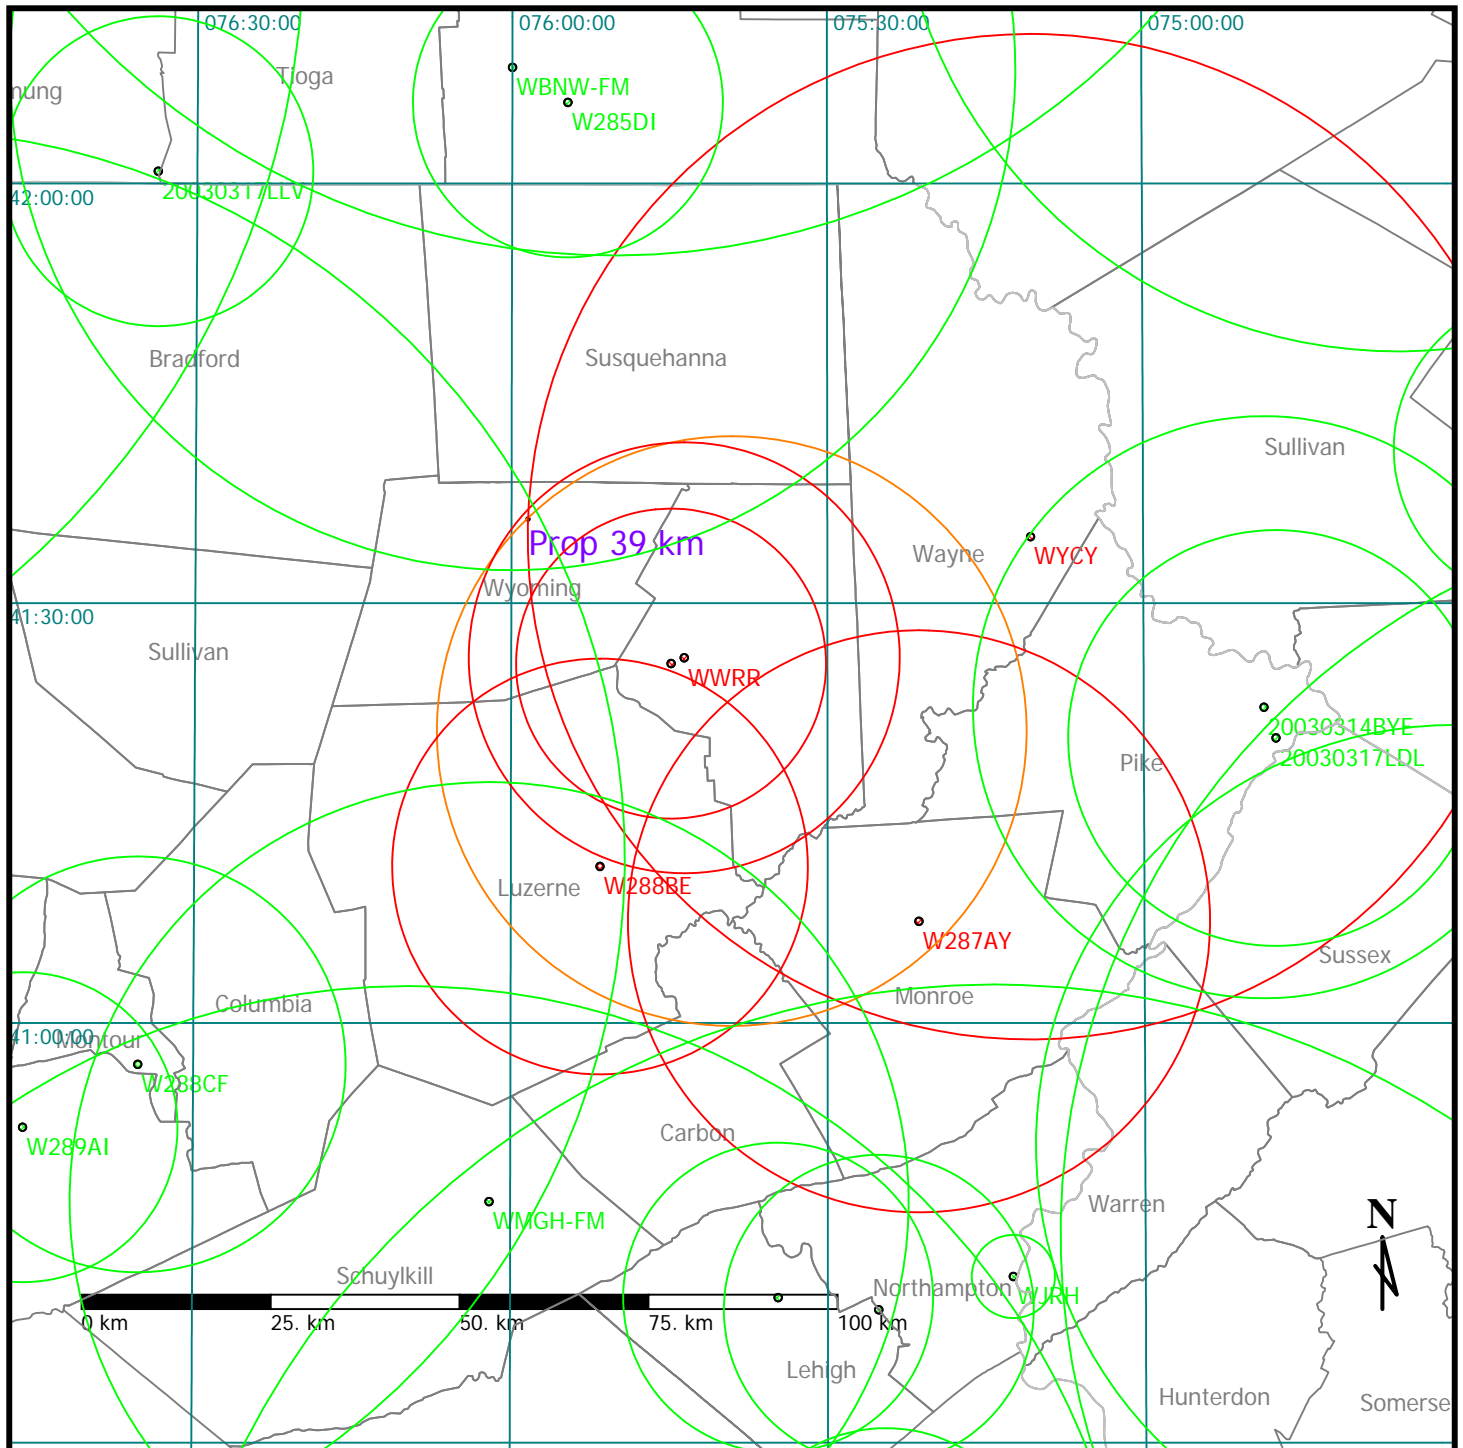 076:30:00
076:00:00
075:30:00
075:00:00
Tioga
WBNW-FM
W285DI
20030317LLV
42:00:00
Bradford
Susquehanna
Sullivan
Prop 39 km
Wayne
WYCY
Wyoming
41:30:00
Sullivan
WWRR
20030314BYE
20030317LDL
Pike
W288BE
Luzerne
W287AY
Sussex
Monroe
Columbia
41:00:00
Montour
W288CF
W289AI
Carbon
Warren
WMGH-FM
N
Schuylkill
Northampton
WJRH
0 km
25. km
50. km
75. km
100 km
Lehigh
Hunterdon
Somerse